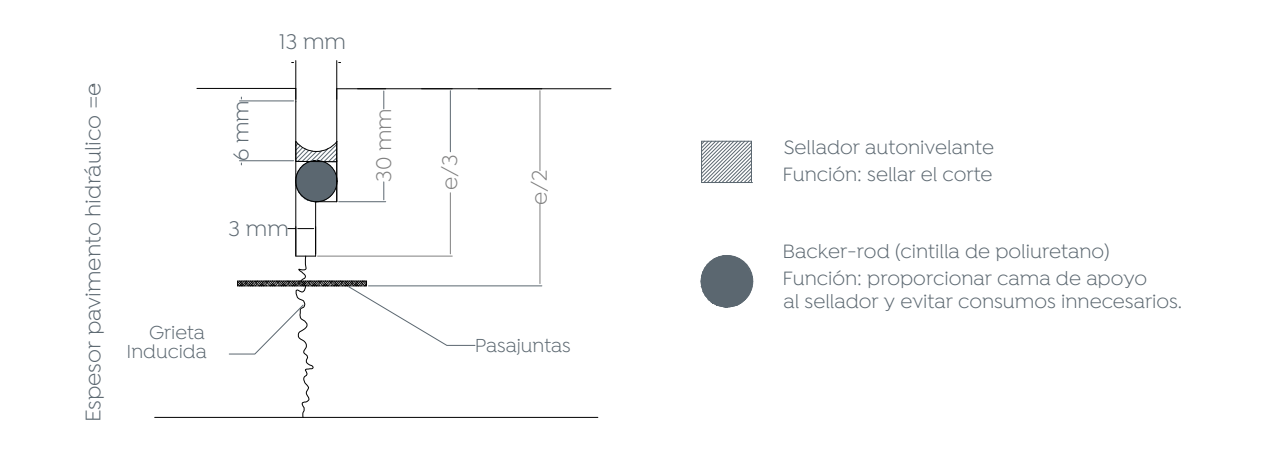 13 mm
Espesor pavimento hidráulico =e
6 mm
30 mm
e/3
e/2
3 mm
Grieta
Inducida
Pasajuntas
Sellador autonivelante
Función: sellar el corte
Backer-rod (cintilla de poliuretano)
Función: proporcionar cama de apoyo
al sellador y evitar consumos innecesarios.